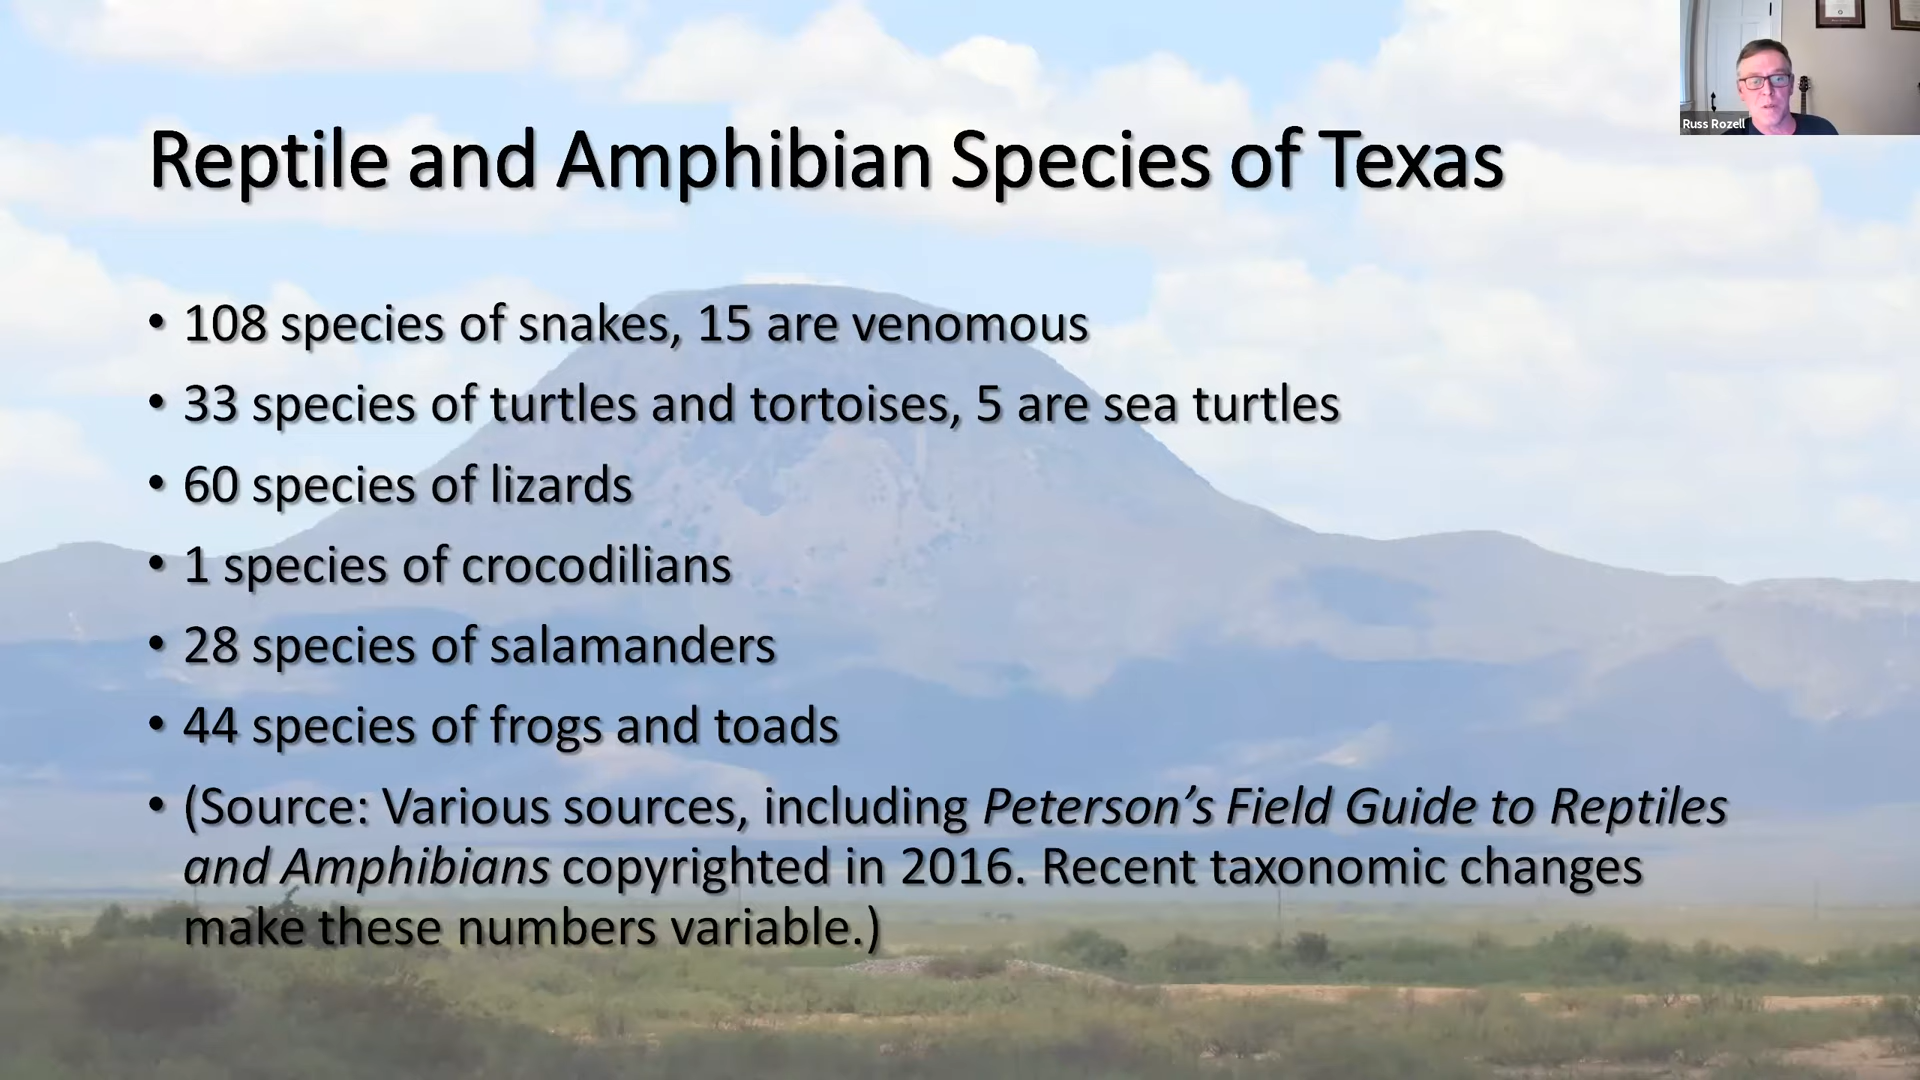 Russ Rozell
Reptile and Amphibian Species of Texas
• 108 species of snakes, 15 are venomous
• 33 species of turtles and tortoises, 5 are sea turtles
• 60 species of lizards
• 1 species of crocodilians
• 28 species of salamanders
• 44 species of frogs and toads
• (Source: Various sources, including Peterson’s Field Guide to Reptiles
and Amphibians copyrighted in 2016. Recent taxonomic changes
make these numbers variable.)